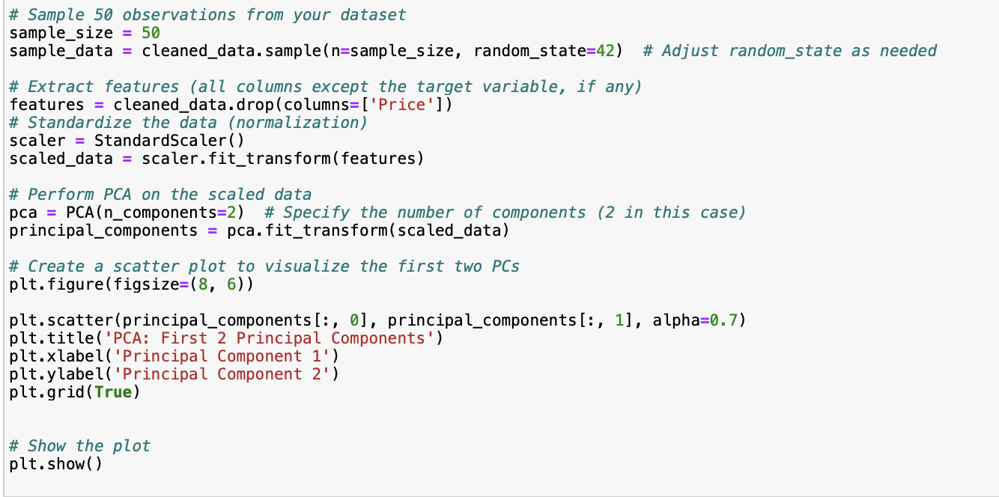 # Sample 50 observations from your dataset
sample_size = 50
sample_data = cleaned_data.sample(n=sample_size, random_state=42)  # Adjust random_state as needed
# Extract features (all columns except the target variable, if any)
features = cleaned_data.drop(columns=['Price'])
# Standardize the data (normalization)
scaler = StandardScaler()
scaled_data = scaler.fit_transform(features)
# Perform PCA on the scaled data
pca = PCA(n_components=2)  # Specify the number of components (2 in this case)
principal_components = pca.fit_transform(scaled_data)
# Create a scatter plot to visualize the first two PCs
plt.figure(figsize=(8, 6))
plt.scatter(principal_components[:, 0], principal_components[:, 1], alpha=0.7)
plt.title('PCA: First 2 Principal Components')
plt.xlabel('Principal Component 1')
plt.ylabel('Principal Component 2')
plt.grid(True)
# Show the plot
plt.show()